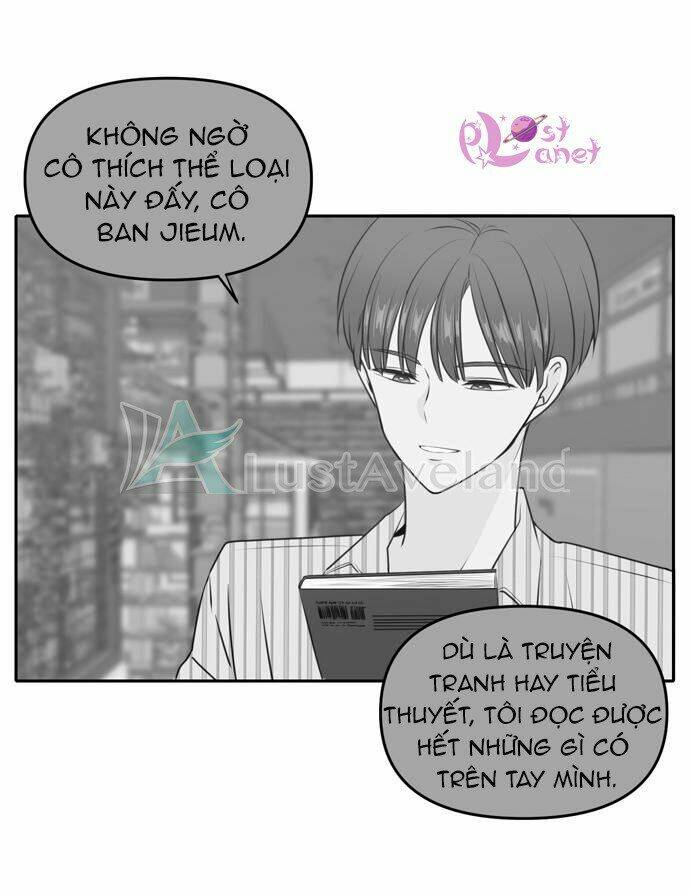 KHÔNG NGỜ
CÔ THÍCH THỂ LOẠI
NÀY ĐẤY, CÔ
BAN JIEUM.
Lost
pLanet
LustAveland
DÙ LÀ TRUYỆN
TRANH HAY TIỂU
THUYẾT, TÔI ĐỌC ĐƯỢC
HẾT NHỮNG GÌ CÓ
TRÊN TAY MÌNH.